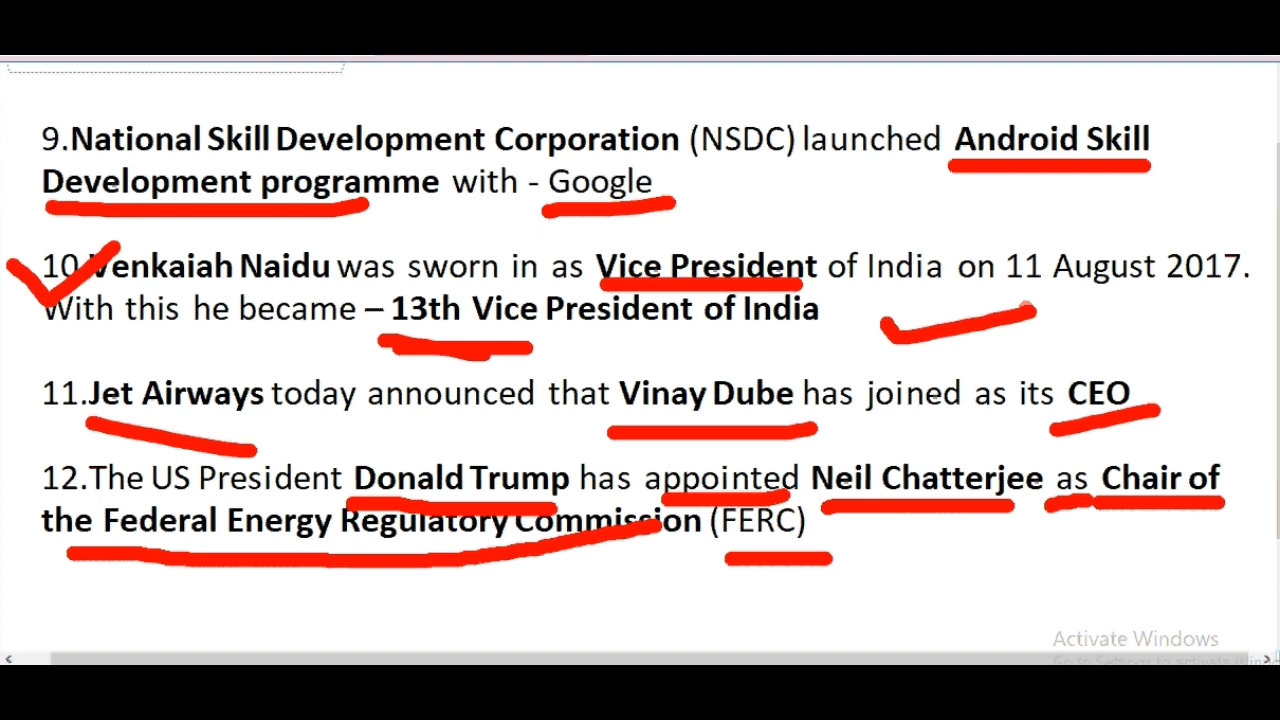 9.National Skill Development Corporation (NSDC) launched Android Skill
Development programme with - Google
10.Venkaiah Naidu was sworn in as Vice President of India on 11 August 2017.
With this he became – 13th Vice President of India
11.Jet Airways today announced that Vinay Dube has joined as its CEO
12.The US President Donald Trump has appointed Neil Chatterjee as Chair of
the Federal Energy Regulatory Commission (FERC)
Activate Windows